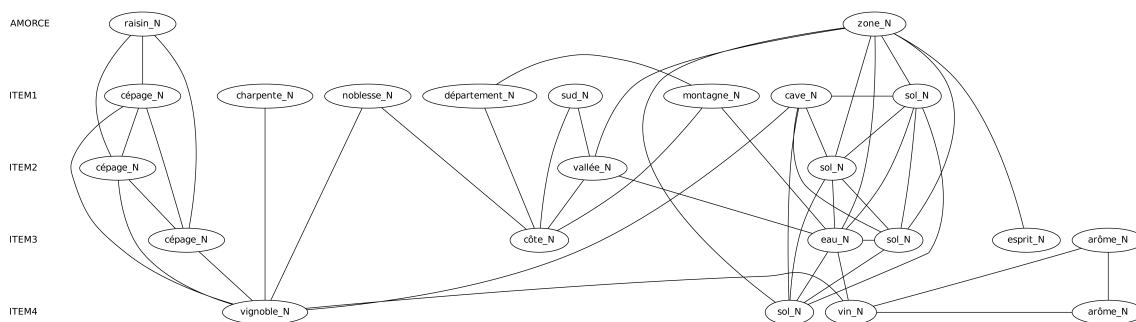 AMORCE raisin_N zone_N
ITEM1 cépage_N charpente_N noblesse_N département_N sud_N montagne_N cave_N sol_N
ITEM2 cépage_N vallée_N sol_N
ITEM3 cépage_N côte_N eau_N sol_N esprit_N arôme_N
ITEM4 vignoble_N sol_N vin_N arôme_N